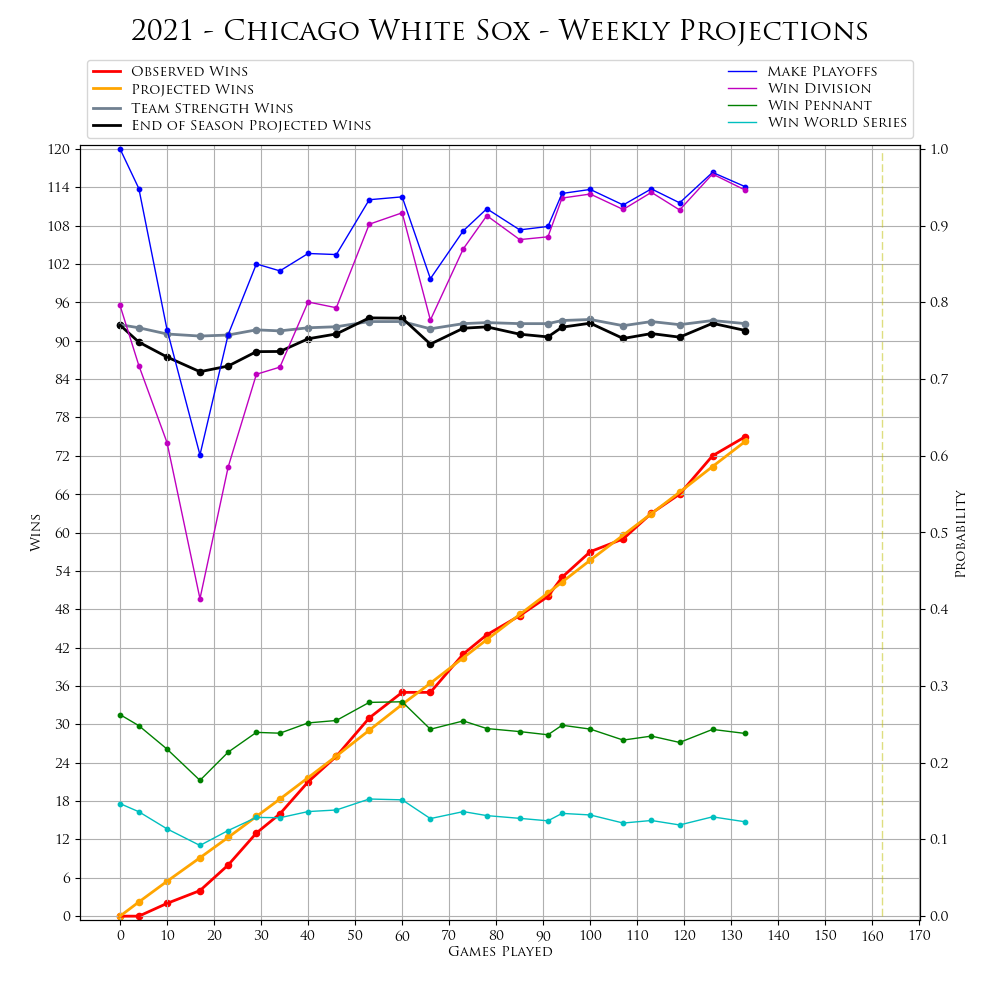 2021 - Chicago White Sox - Weekly Projections
Observed Wins
Projected Wins
Team Strength Wins
End of Season Projected Wins
Make Playoffs
Win Division
Win Pennant
Win World Series
120
114
108
102
96
90
84
78
72
66
60
54
48
42
36
30
24
18
12
6
0
Wins
1.0
0.9
0.8
0.7
0.6
0.5
0.4
0.3
0.2
0.1
0.0
Probability
0 10 20 30 40 50 60 70 80 90 100 110 120 130 140 150 160 170
Games Played